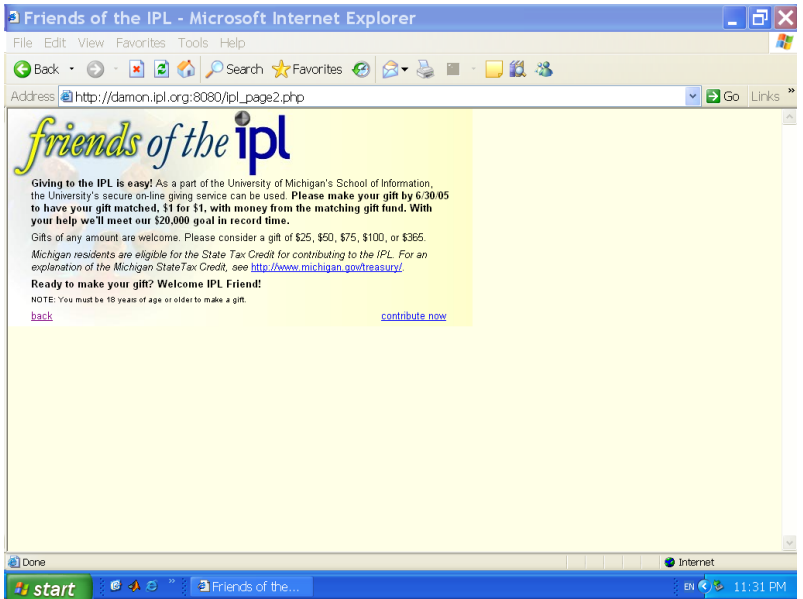 Friends of the IPL - Microsoft Internet Explorer
File Edit View Favorites Tools Help
Back Search Favorites
Address http://damon.ipl.org:8080/ipl_page2.php Go Links »
friends of the ipl
Giving to the IPL is easy! As a part of the University of Michigan's School of Information,
the University's secure on-line giving service can be used. Please make your gift by 6/30/05
to have your gift matched, $1 for $1, with money from the matching gift fund. With
your help we'll meet our $20,000 goal in record time.
Gifts of any amount are welcome. Please consider a gift of $25, $50, $75, $100, or $365.
Michigan residents are eligible for the State Tax Credit for contributing to the IPL. For an
explanation of the Michigan StateTax Credit, see http://www.michigan.gov/treasury/.
Ready to make your gift? Welcome IPL Friend!
NOTE: You must be 18 years of age or older to make a gift.
back contribute now
Done Internet
start » Friends of the... EN 11:31 PM